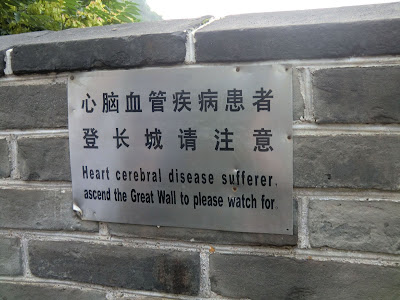 心脑血管疾病患者
登长城请注意
Heart cerebral disease sufferer.
ascend the Great Wall to please watch for